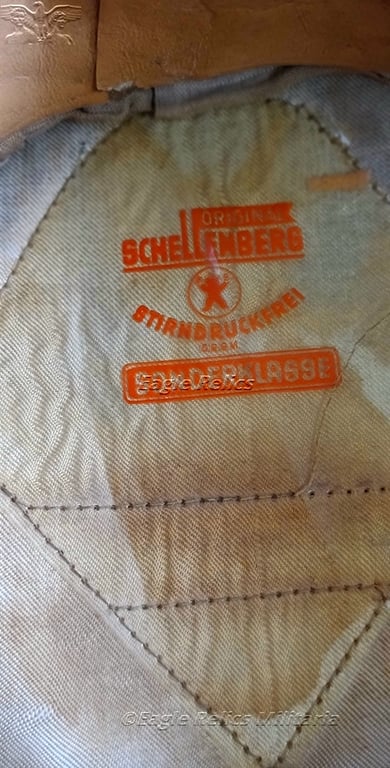 ORIGINAL
SCHELLENBERG
STIRNDRUCKFREI
D.R.G.M.
SONDERKLASSE
Eagle Relics
©Eagle Relics Militaria